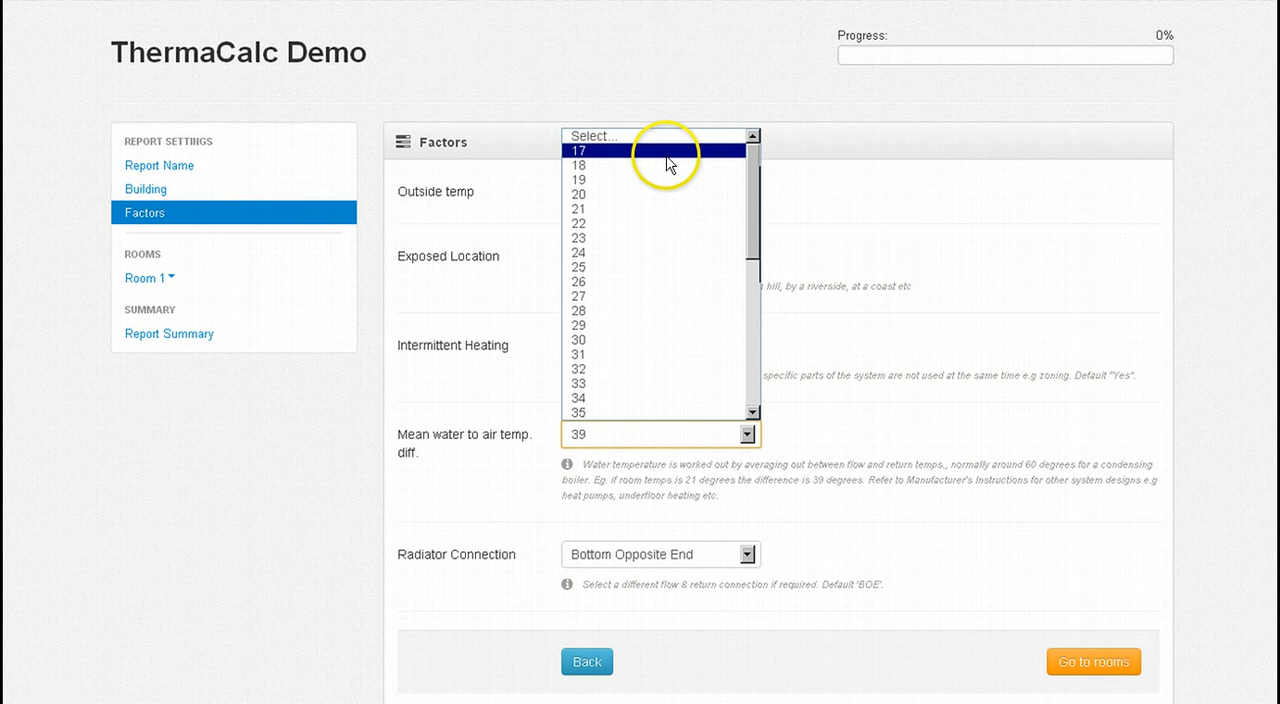 ThermaCalc Demo
Progress:
0%
REPORT SETTINGS
Report Name
Building
Factors
ROOMS
Room 1
SUMMARY
Report Summary
Factors
Outside temp
Exposed Location
hill, by a riverside, at a coast etc
Intermittent Heating
specific parts of the system are not used at the same time e.g zoning. Default "Yes".
Select...
17
18
19
20
21
22
23
24
25
26
27
28
29
30
31
32
33
34
35
Mean water to air temp.
diff.
39
Water temperature is worked out by averaging out between flow and return temps., normally around 60 degrees for a condensing
boiler. Eg. if room temps is 21 degrees the difference is 39 degrees. Refer to Manufacturer's Instructions for other system designs e.g
heat pumps, underfloor heating etc.
Radiator Connection
Bottom Opposite End
Select a different flow & return connection if required. Default 'BOE'.
Back
Go to rooms